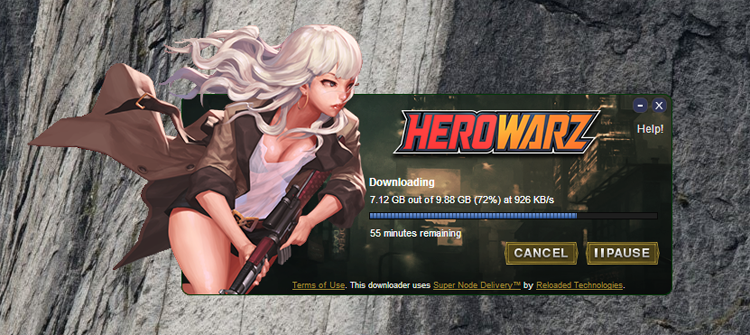 HEROWARZ
Help!
Downloading
7.12 GB out of 9.88 GB (72%) at 926 KB/s
55 minutes remaining
CANCEL
PAUSE
Terms of Use. This downloader uses Super Node Delivery™ by Reloaded Technologies.